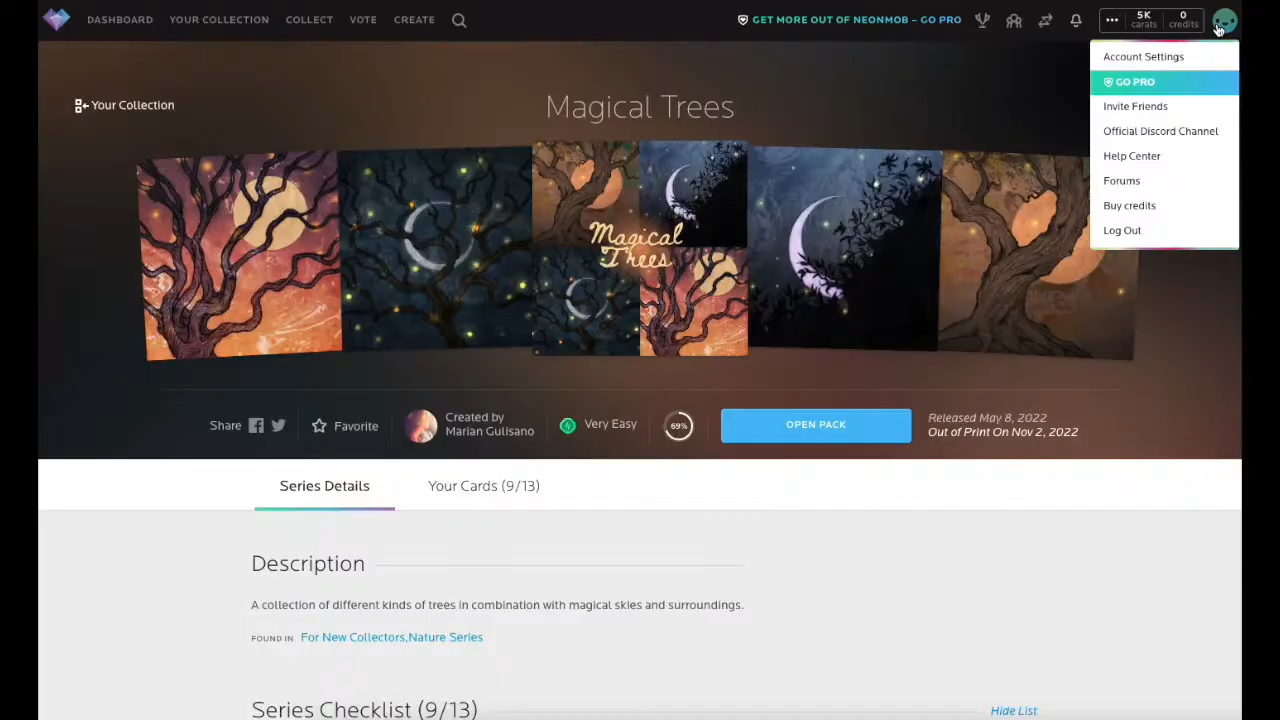 DASHBOARD YOUR COLLECTION COLLECT VOTE CREATE GET MORE OUT OF NEONMOB – GO PRO 5K carats 0 credits
Account Settings
GO PRO
Invite Friends
Official Discord Channel
Help Center
Forums
Buy credits
Log Out
Your Collection
Magical Trees
Magical
Trees
Share Favorite
Created by
Marian Gulisano
Very Easy
69%
OPEN PACK
Released May 8, 2022
Out of Print On Nov 2, 2022
Series Details Your Cards (9/13)
Description
A collection of different kinds of trees in combination with magical skies and surroundings.
FOUND IN For New Collectors,Nature Series
Series Checklist (9/13) Hide List